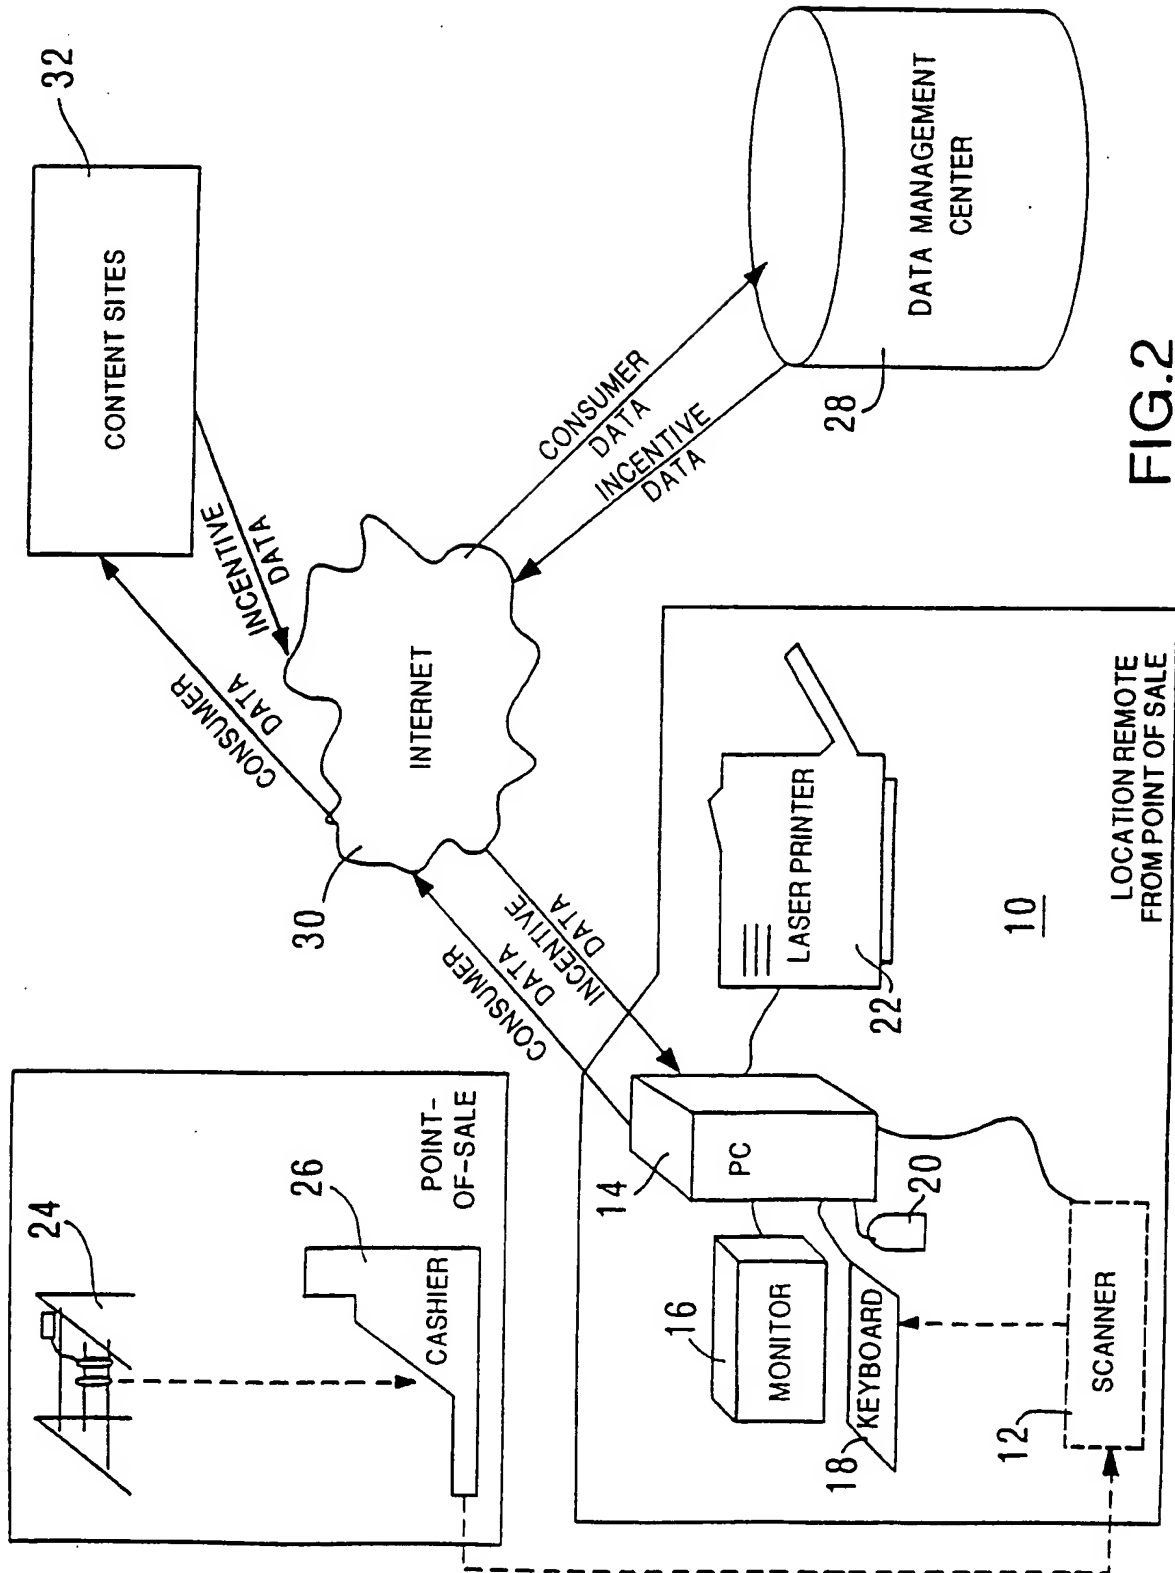 24
26
CASHIER
POINT-
OF-SALE
CONTENT SITES
32
CONSUMER
DATA
INCENTIVE
DATA
30
INTERNET
CONSUMER
DATA
INCENTIVE
DATA
CONSUMER
DATA
INCENTIVE
DATA
DATA MANAGEMENT
CENTER
28
14
PC
16
MONITOR
18
KEYBOARD
20
LASER PRINTER
22
12
SCANNER
10
LOCATION REMOTE
FROM POINT OF SALE
FIG.2